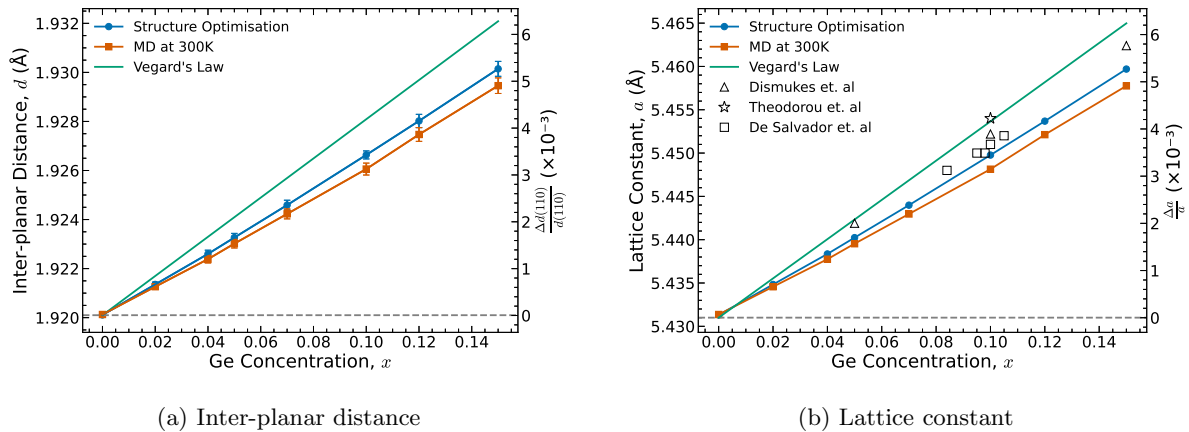 1.932
1.930
1.928
1.926
1.924
1.922
1.920
Inter-planar Distance, d (Å)
Structure Optimisation
MD at 300K
Vegard's Law
6
5
4
3
2
1
0
Δd(110)
d(110)
(×10⁻³)
0.00 0.02 0.04 0.06 0.08 0.10 0.12 0.14
Ge Concentration, x
(a) Inter-planar distance
5.465
5.460
5.455
5.450
5.445
5.440
5.435
5.430
Lattice Constant, a (Å)
Structure Optimisation
MD at 300K
Vegard's Law
Dismukes et. al
Theodorou et. al
De Salvador et. al
6
5
4
3
2
1
0
Δa
a
(×10⁻³)
0.00 0.02 0.04 0.06 0.08 0.10 0.12 0.14
Ge Concentration, x
(b) Lattice constant